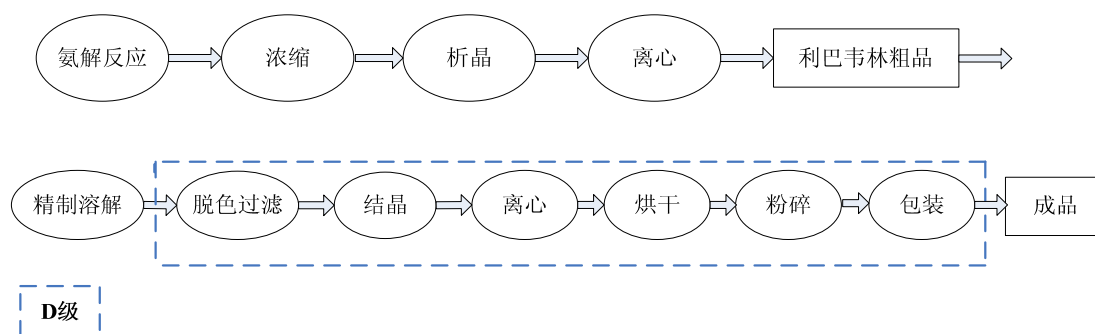 氨解反应 浓缩 析晶 离心 利巴韦林粗品
精制溶解 脱色过滤 结晶 离心 烘干 粉碎 包装 成品
D级